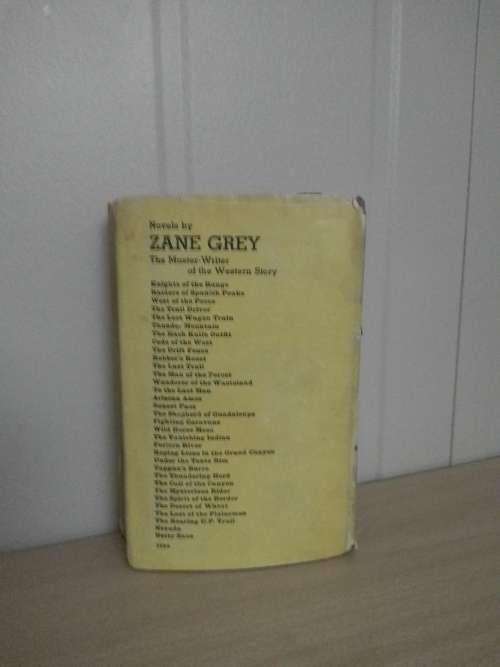 Novels by
ZANE GREY
The Master-Writer
of the Western Story
Knights of the Range
Raiders of Spanish Peaks
West of the Pecos
The Trail Driver
The Lost Wagon Train
Thunder Mountain
The Hash Knife Outfit
Code of the West
The Drift Fence
Robber's Roost
The Last Trail
The Man of the Forest
Wanderer of the Wasteland
To the Last Man
Arizona Ames
Sunset Pass
The Shepherd of Guadaloupe
Fighting Caravans
Wild Horse Mesa
The Vanishing Indian
Forlorn River
Roping Lions in the Grand Canyon
Under the Tonto Rim
Tappan's Burro
The Thundering Herd
The Call of the Canyon
The Mysterious Rider
The Spirit of the Border
The Desert of Wheat
The Last of the Plainsmen
The Roaring U.P. Trail
Nevada
Betty Zane